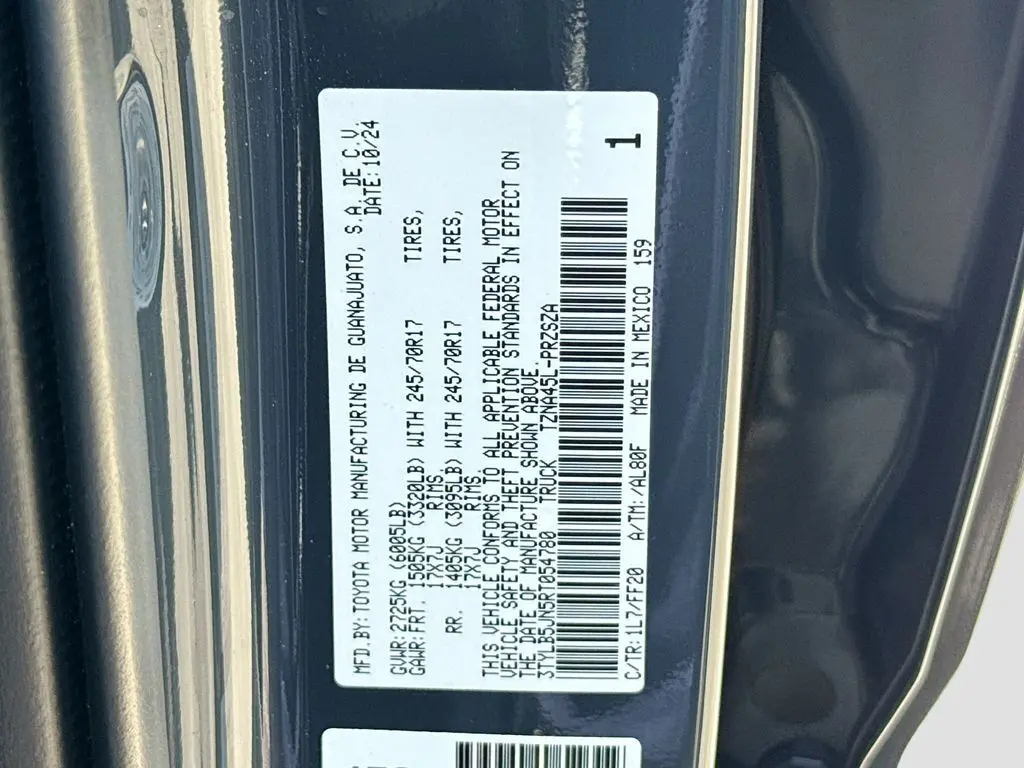 MFD.BY:TOYOTA MOTOR MANUFACTURING DE GUANAJUATO, S.A. DE C.V.
DATE:10/24
GVWR:2725KG (6005LB)
GAWR:FRT. 1505KG (3320LB) WITH 245/70R17 TIRES,
17X7J RIMS
RR. 1405KG (3095LB) WITH 245/70R17 TIRES,
17X7J RIMS
THIS VEHICLE CONFORMS TO ALL APPLICABLE FEDERAL MOTOR
VEHICLE SAFETY AND THEFT PREVENTION STANDARDS IN EFFECT ON
THE DATE OF MANUFACTURE SHOWN ABOVE.
3TYLB5JN5RT054780 TRUCK TZNA45L-PRZSZA
1
C/TR:1L7/FF20 A/TM:/AL80F MADE IN MEXICO 159